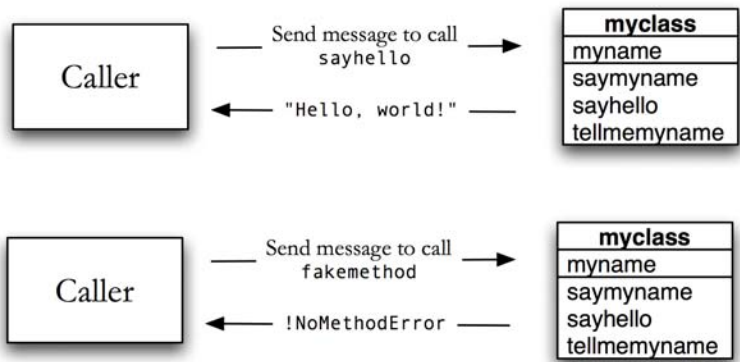 Caller
Send message to call
sayhello
"Hello, world!"
myclass
myname
saymyname
sayhello
tellmemyname
Caller
Send message to call
fakemethod
!NoMethodError
myclass
myname
saymyname
sayhello
tellmemyname